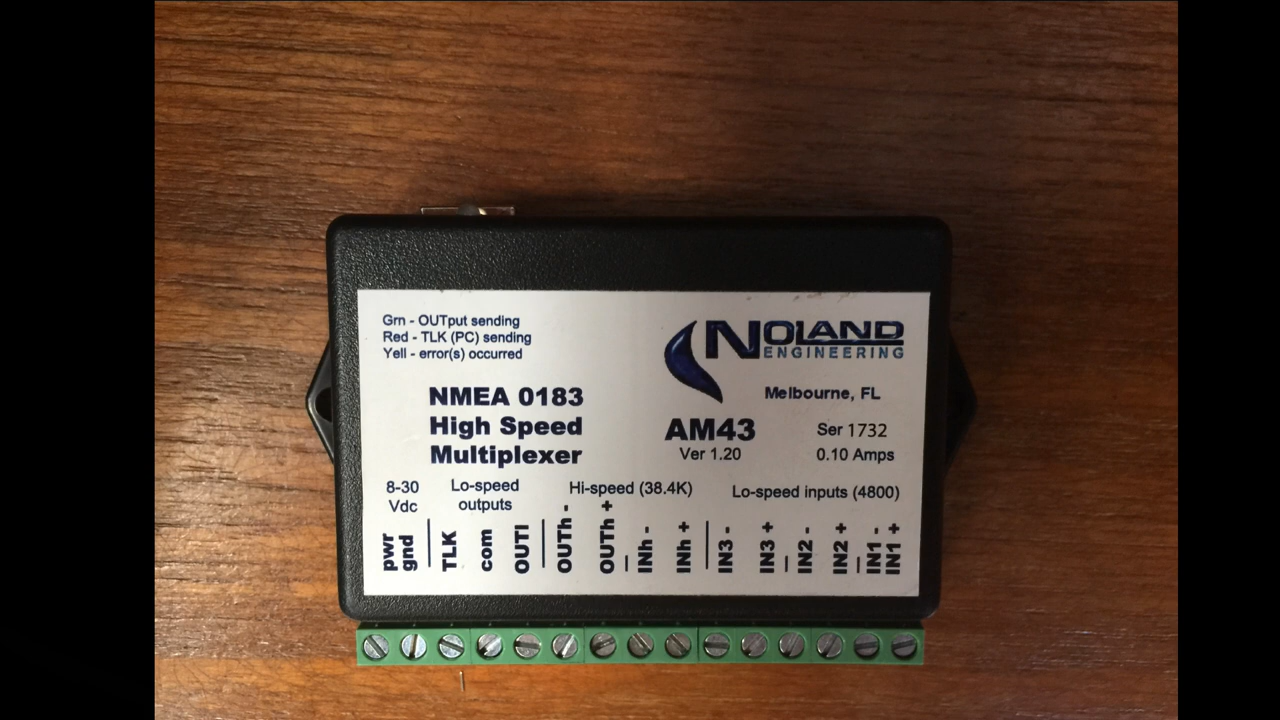 Grn - OUTput sending
Red - TLK (PC) sending
Yell - error(s) occurred
NOLAND
ENGINEERING
Melbourne, FL
NMEA 0183
High Speed
Multiplexer
AM43
Ver 1.20
Ser 1732
0.10 Amps
8-30
Vdc
Lo-speed
outputs
Hi-speed (38.4K)
Lo-speed inputs (4800)
pwr
gnd
TLK
com
OUTl
OUTh -
OUTh +
INh -
INh +
IN3 -
IN3 +
IN2 -
IN2 +
IN1 -
IN1 +